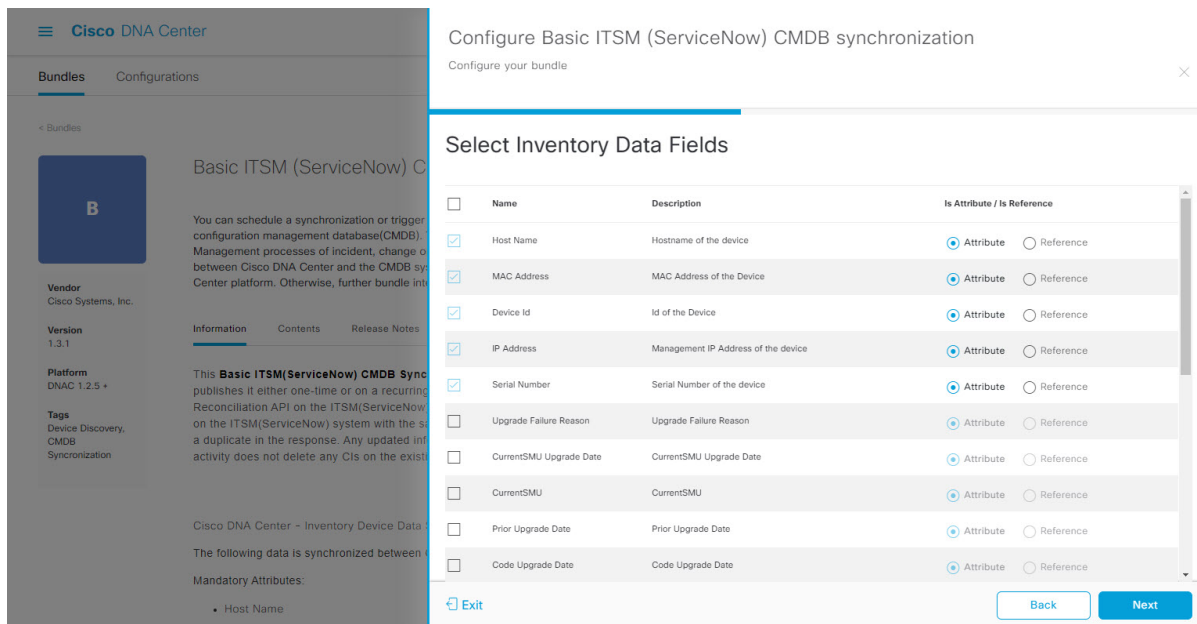 Cisco DNA Center
Bundles Configurations
< Bundles
B
Vendor
Cisco Systems, Inc.
Version
1.3.1
Platform
DNAC 1.2.5 +
Tags
Device Discovery,
CMDB
Syncronization
Basic ITSM (ServiceNow) C
You can schedule a synchronization or trigger
configuration management database(CMDB).
Management processes of incident, change o
between Cisco DNA Center and the CMDB sy
Center platform. Otherwise, further bundle int
Information Contents Release Notes
This Basic ITSM(ServiceNow) CMDB Sync
publishes it either one-time or on a recurring
Reconciliation API on the ITSM(ServiceNow
on the ITSM(ServiceNow) system with the sa
a duplicate in the response. Any updated inf
activity does not delete any CIs on the existi
Cisco DNA Center - Inventory Device Data
The following data is synchronized between
Mandatory Attributes:
• Host Name
Configure Basic ITSM (ServiceNow) CMDB synchronization
Configure your bundle
Select Inventory Data Fields
Name Description Is Attribute / Is Reference
Host Name Hostname of the device Attribute Reference
MAC Address MAC Address of the Device Attribute Reference
Device Id Id of the Device Attribute Reference
IP Address Management IP Address of the device Attribute Reference
Serial Number Serial Number of the device Attribute Reference
Upgrade Failure Reason Upgrade Failure Reason Attribute Reference
CurrentSMU Upgrade Date CurrentSMU Upgrade Date Attribute Reference
CurrentSMU CurrentSMU Attribute Reference
Prior Upgrade Date Prior Upgrade Date Attribute Reference
Code Upgrade Date Code Upgrade Date Attribute Reference
Exit Back Next